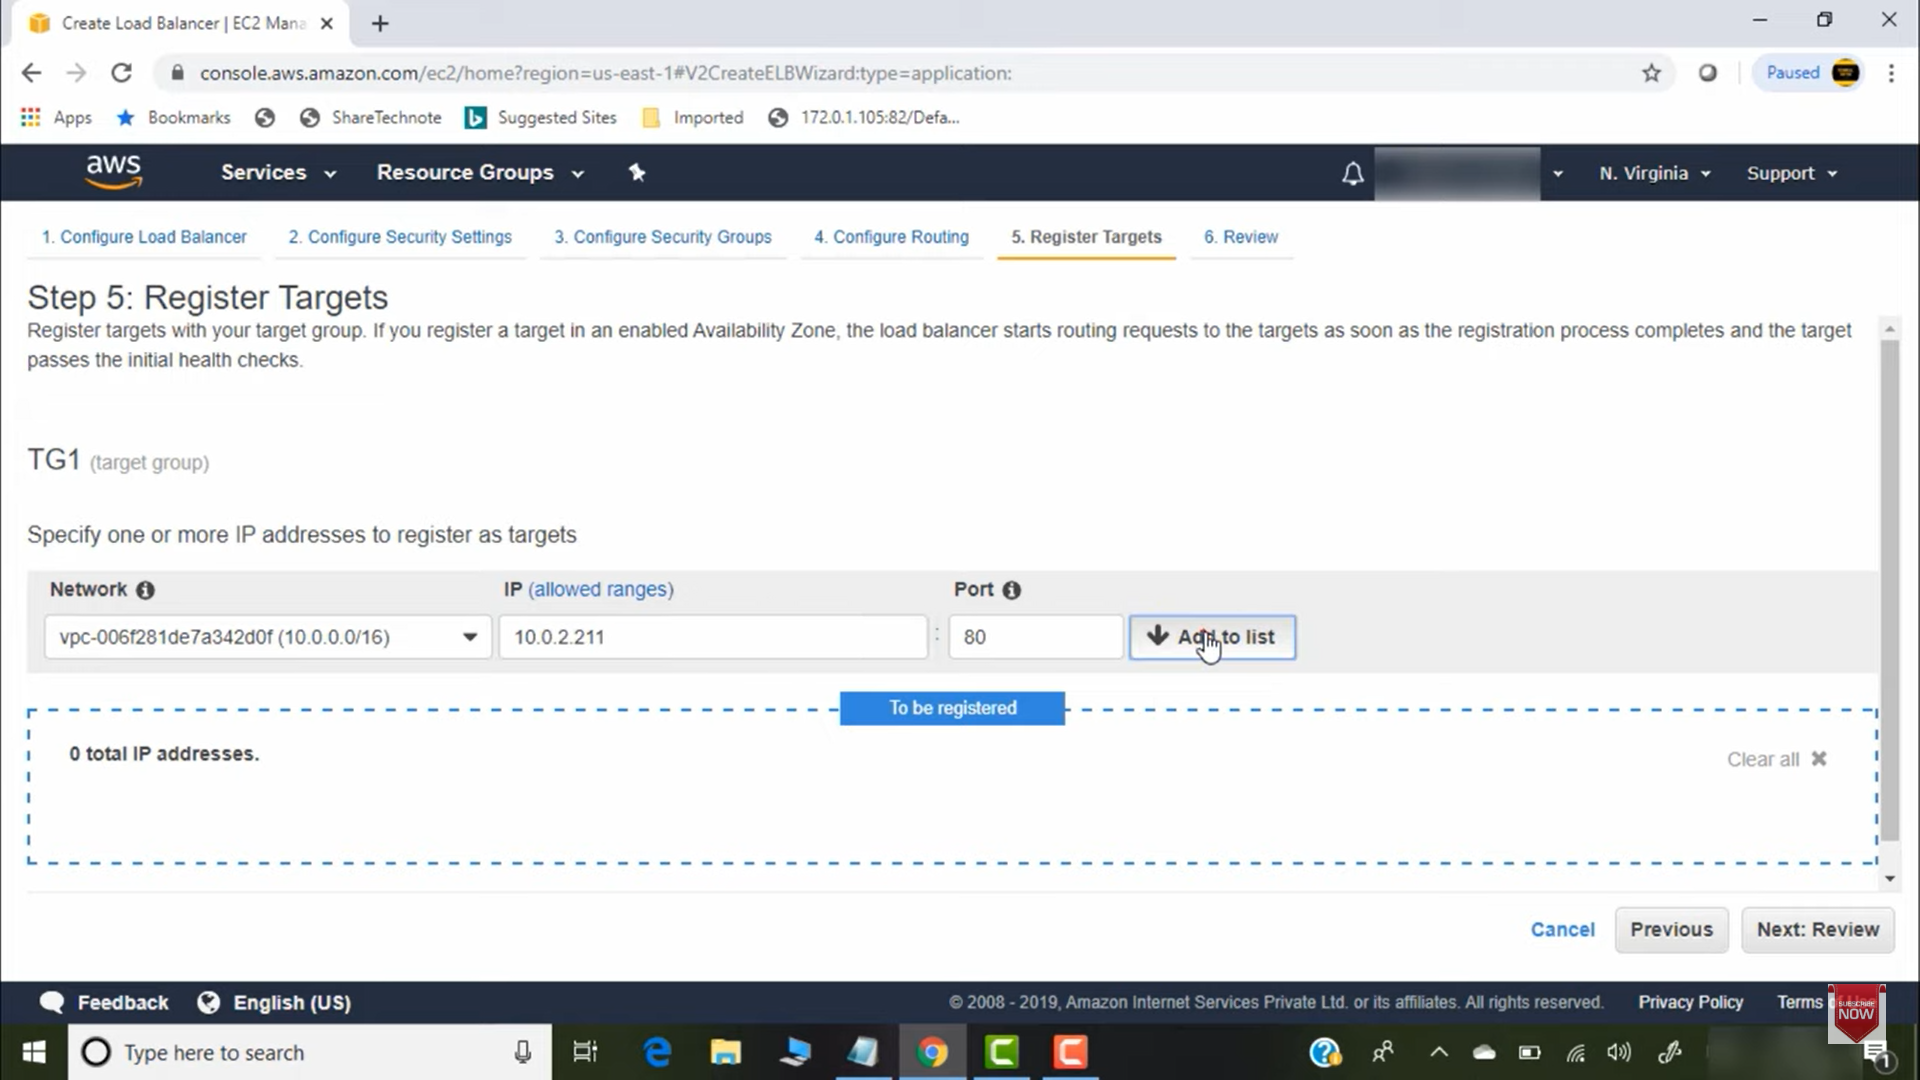 Create Load Balancer | EC2 Mana
console.aws.amazon.com/ec2/home?region=us-east-1#V2CreateELBWizard:type=application:
Paused
Apps
Bookmarks
ShareTechnote
Suggested Sites
Imported
172.0.1.105:82/Defa...
aws
Services
Resource Groups
N. Virginia
Support
1. Configure Load Balancer
2. Configure Security Settings
3. Configure Security Groups
4. Configure Routing
5. Register Targets
6. Review
Step 5: Register Targets
Register targets with your target group. If you register a target in an enabled Availability Zone, the load balancer starts routing requests to the targets as soon as the registration process completes and the target
passes the initial health checks.
TG1 (target group)
Specify one or more IP addresses to register as targets
Network
IP (allowed ranges)
Port
vpc-006f281de7a342d0f (10.0.0.0/16)
10.0.2.211
:
80
Add to list
To be registered
0 total IP addresses.
Clear all
Cancel
Previous
Next: Review
Feedback
English (US)
© 2008 - 2019, Amazon Internet Services Private Ltd. or its affiliates. All rights reserved.
Privacy Policy
Terms of Use
SUBSCRIBE
NOW
Type here to search
1